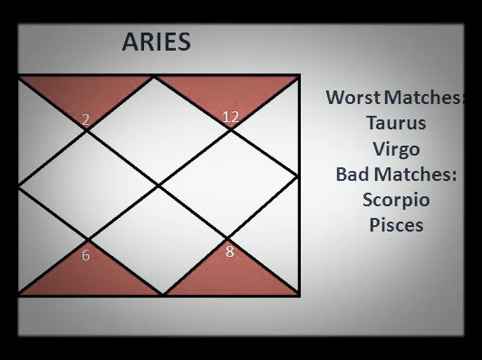 ARIES
2
12
6
8
Worst Matches:
Taurus
Virgo
Bad Matches:
Scorpio
Pisces